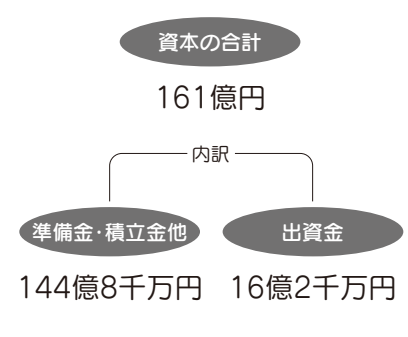 資本の合計
161億円
内訳
準備金・積立金他
出資金
144億8千万円
16億2千万円